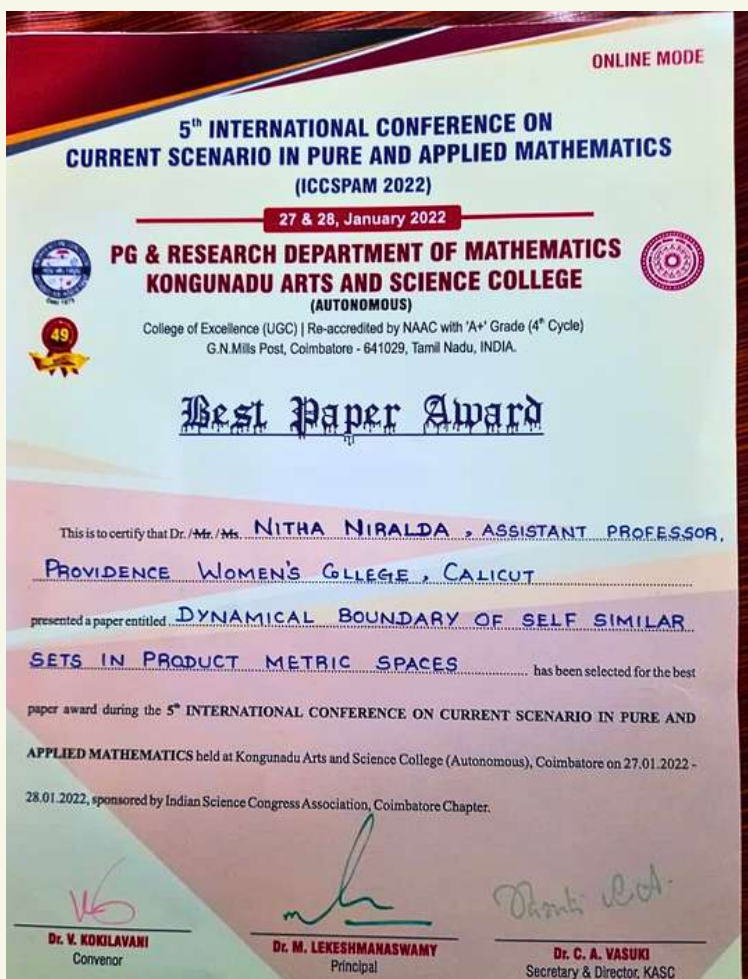 ONLINE MODE
5th INTERNATIONAL CONFERENCE ON
CURRENT SCENARIO IN PURE AND APPLIED MATHEMATICS
(ICCSPAM 2022)
27 & 28, January 2022
PG & RESEARCH DEPARTMENT OF MATHEMATICS
KONGUNADU ARTS AND SCIENCE COLLEGE
(AUTONOMOUS)
College of Excellence (UGC) | Re-accredited by NAAC with 'A+' Grade (4th Cycle)
G.N.Mills Post, Coimbatore - 641029, Tamil Nadu, INDIA.
49
Best Paper Award
This is to certify that Dr. /Mr. / Ms. NITHA NIRALDA , ASSISTANT PROFESSOR,
PROVIDENCE WOMEN'S COLLEGE , CALICUT
presented a paper entitled DYNAMICAL BOUNDARY OF SELF SIMILAR
SETS IN PRODUCT METRIC SPACES has been selected for the best
paper award during the 5th INTERNATIONAL CONFERENCE ON CURRENT SCENARIO IN PURE AND
APPLIED MATHEMATICS held at Kongunadu Arts and Science College (Autonomous), Coimbatore on 27.01.2022 -
28.01.2022, sponsored by Indian Science Congress Association, Coimbatore Chapter.
Dr. V. KOKILAVANI
Convenor
Dr. M. LEKESHMANASWAMY
Principal
Dr. C. A. VASUKI
Secretary & Director, KASC